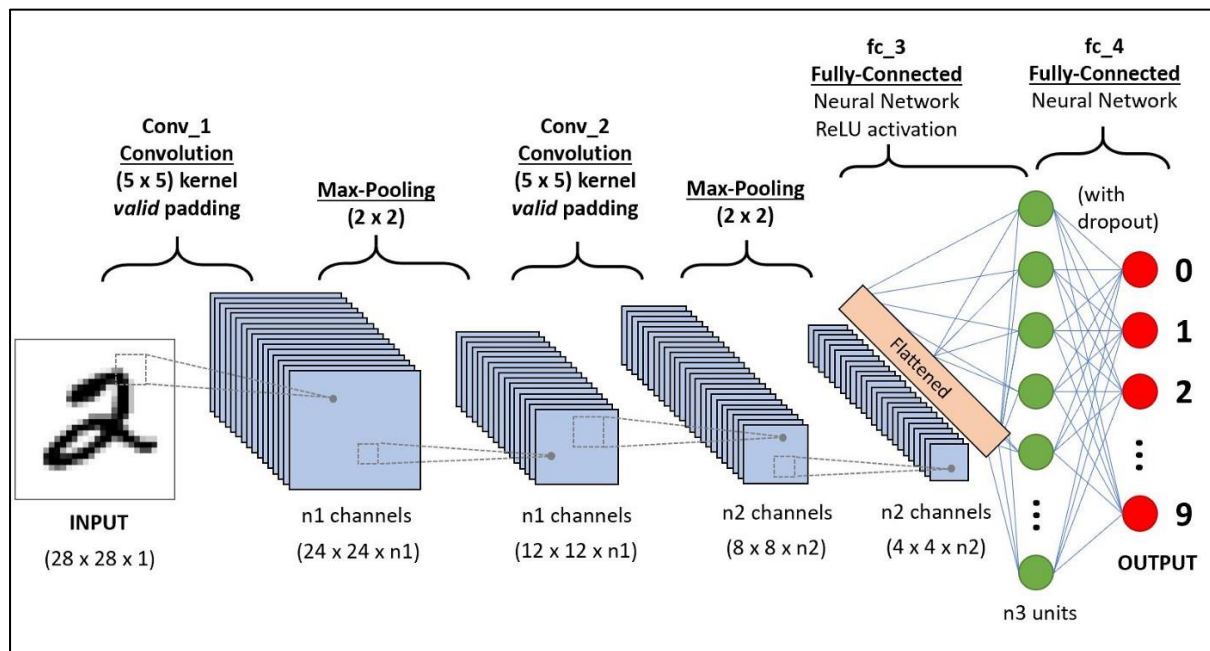 Conv_1
Convolution
(5 x 5) kernel
valid padding
Max-Pooling
(2 x 2)
Conv_2
Convolution
(5 x 5) kernel
valid padding
Max-Pooling
(2 x 2)
fc_3
Fully-Connected
Neural Network
ReLU activation
fc_4
Fully-Connected
Neural Network
(with
dropout)
Flattened
0
1
2
9
OUTPUT
INPUT
(28 x 28 x 1)
n1 channels
(24 x 24 x n1)
n1 channels
(12 x 12 x n1)
n2 channels
(8 x 8 x n2)
n2 channels
(4 x 4 x n2)
n3 units